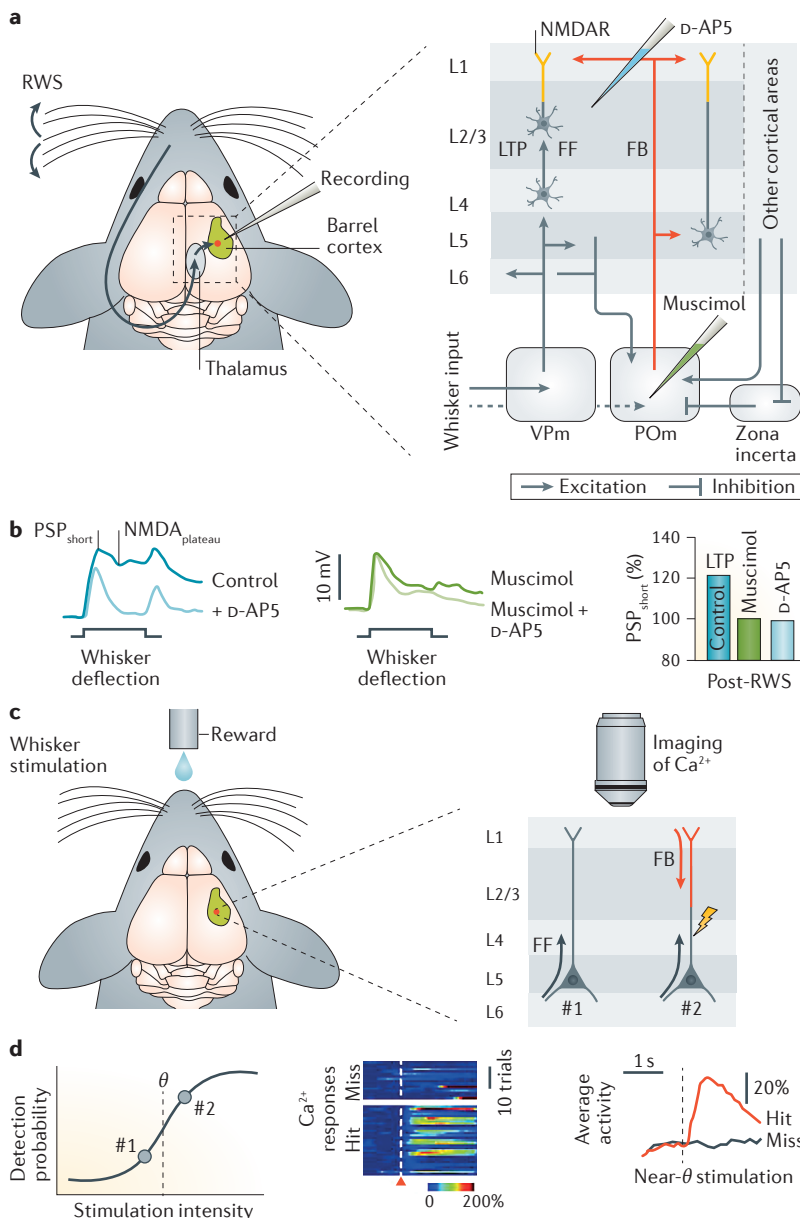 a
RWS
Recording
Barrel
cortex
Thalamus
NMDAR
D-AP5
L1
L2/3
LTP
FF
FB
L4
L5
L6
Other cortical areas
Muscimol
Whisker input
VPm
POm
Zona
incerta
Excitation
Inhibition
b
PSPshort
NMDAplateau
Control
+ D-AP5
Whisker
deflection
10 mV
Muscimol
Muscimol +
D-AP5
Whisker
deflection
PSPshort (%)
140
120
100
80
LTP
Control
Muscimol
D-AP5
Post-RWS
c
Whisker
stimulation
Reward
Imaging
of Ca2+
L1
L2/3
L4
L5
L6
FB
FF
#1
#2
d
Detection
probability
θ
#1
#2
Stimulation intensity
Ca2+
responses
Miss
Hit
10 trials
0
200%
Average
activity
1 s
20%
Hit
Miss
Near-θ stimulation